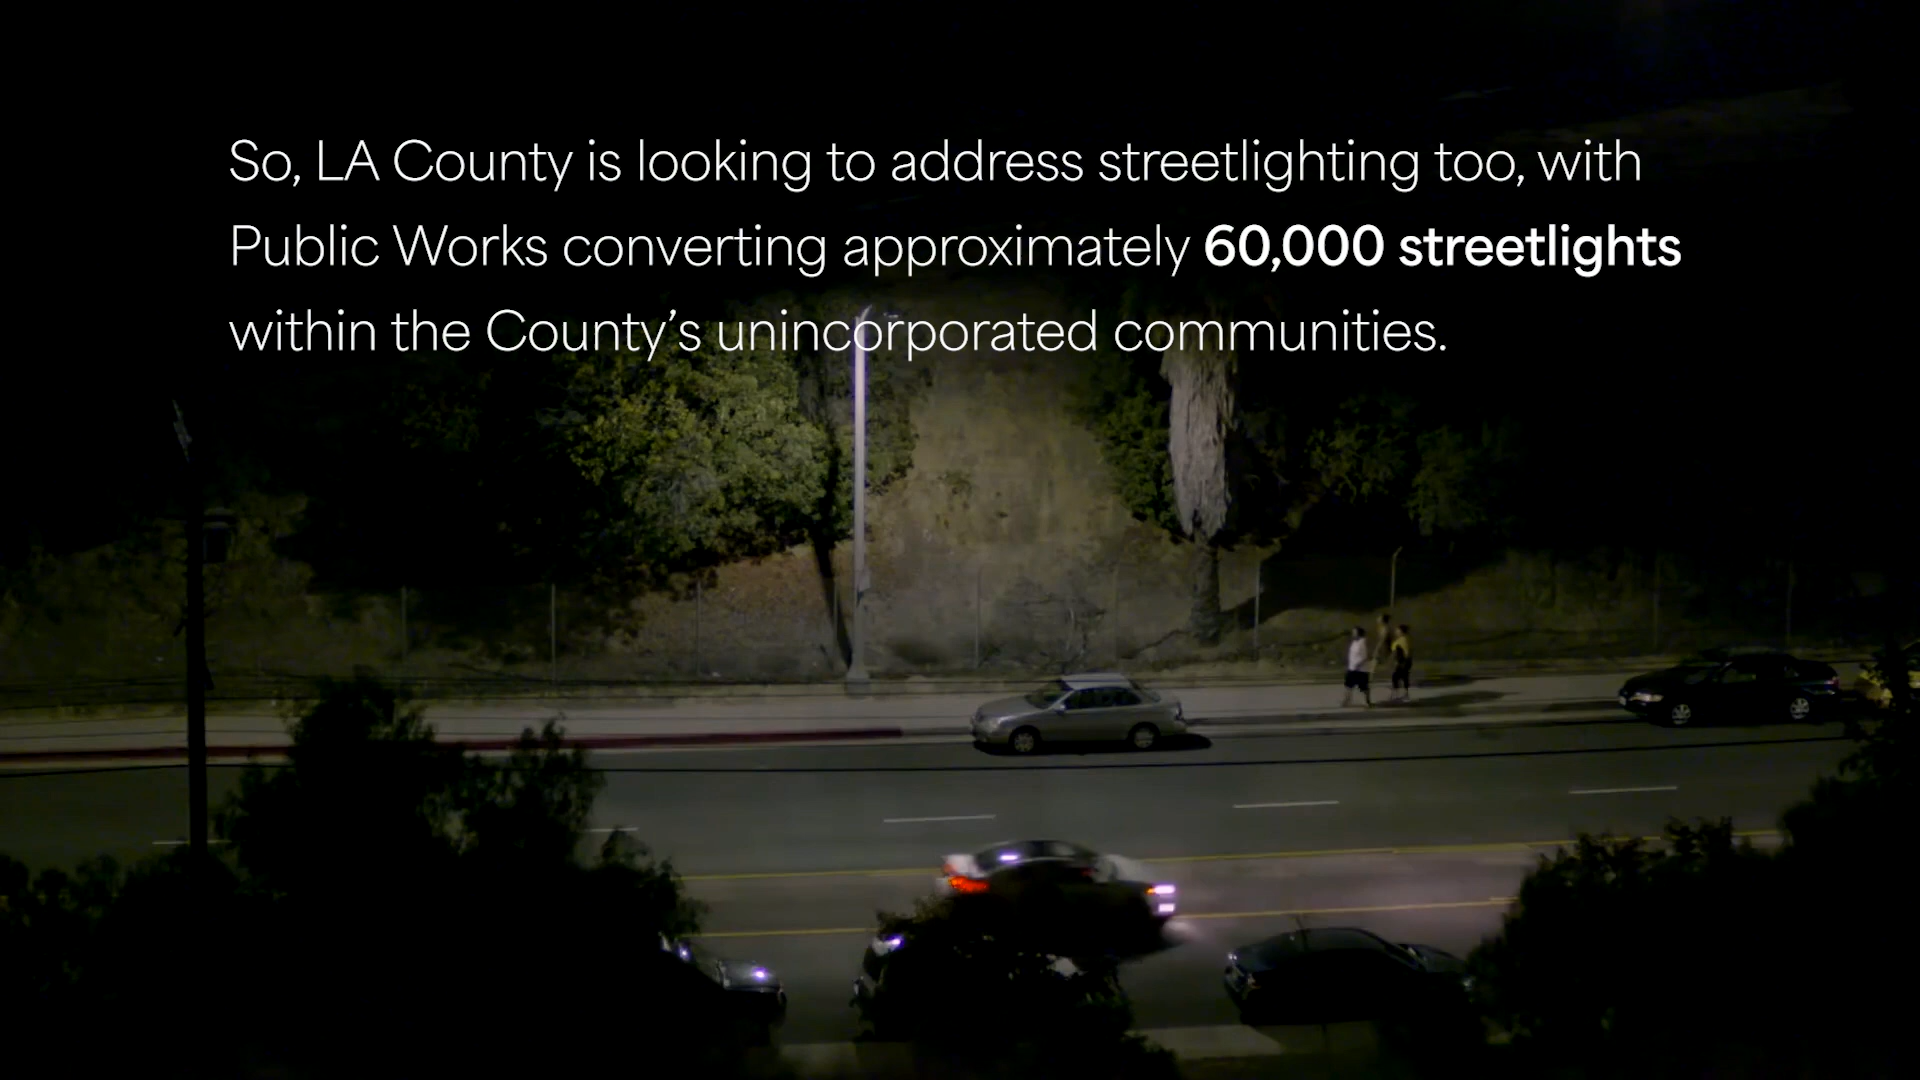 So, LA County is looking to address streetlighting too, with
Public Works converting approximately 60,000 streetlights
within the County’s unincorporated communities.